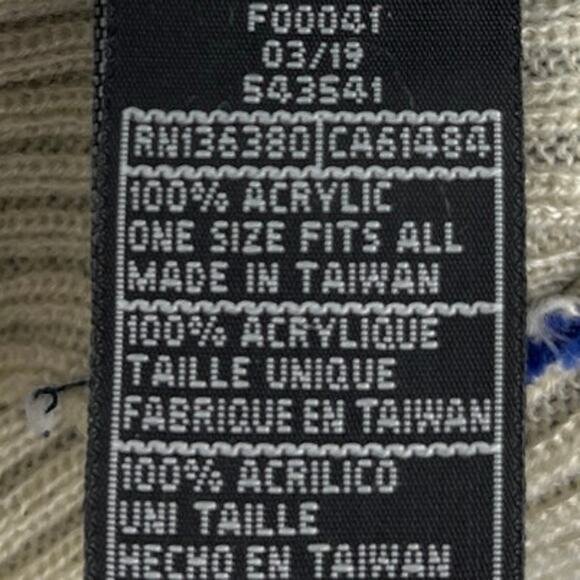 F00041
03/19
543541
RN136380 CA61484
100% ACRYLIC
ONE SIZE FITS ALL
MADE IN TAIWAN
100% ACRYLIQUE
TAILLE UNIQUE
FABRIQUE EN TAIWAN
100% ACRILICO
UNI TAILLE
HECHO EN TAIWAN